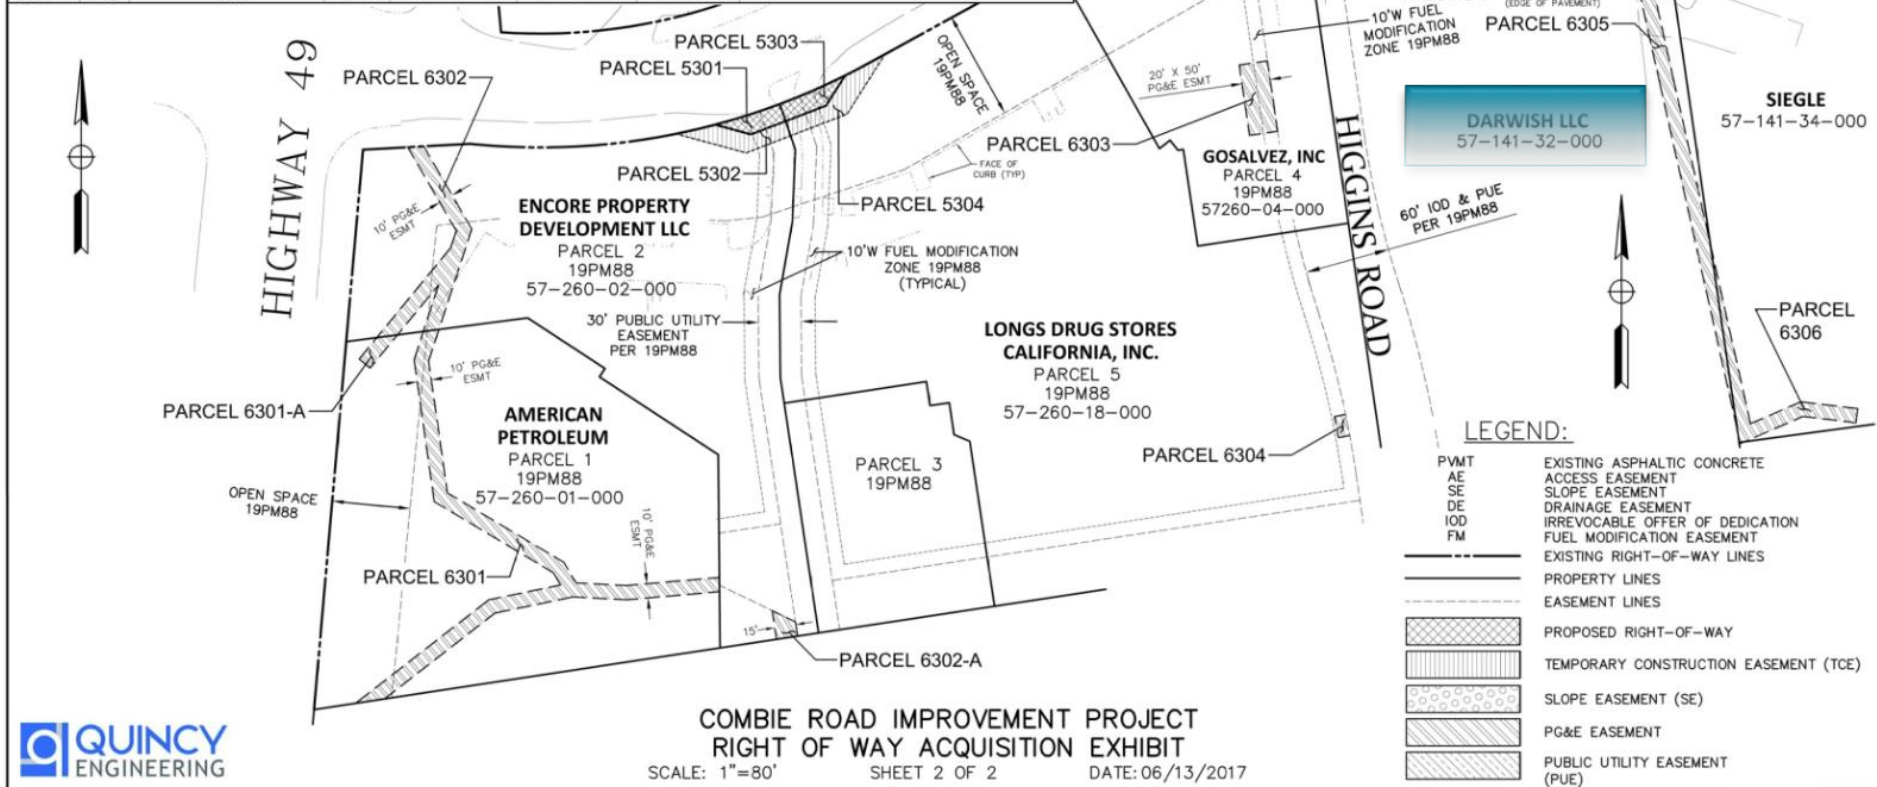 (EDGE OF PAVEMENT)
10'W FUEL
MODIFICATION
ZONE 19PM88
PARCEL 6305
HIGHWAY 49
PARCEL 6302
PARCEL 5303
PARCEL 5301
OPEN SPACE
19PM88
20' X 50'
PG&E ESMT
DARWISH LLC
57-141-32-000
SIEGLE
57-141-34-000
PARCEL 6303
GOSALVEZ, INC
PARCEL 4
19PM88
57260-04-000
HIGGINS ROAD
FACE OF
CURB (TYP)
PARCEL 5302
PARCEL 5304
10' PG&E
ESMT
ENCORE PROPERTY
DEVELOPMENT LLC
PARCEL 2
19PM88
57-260-02-000
60' IOD & PUE
PER 19PM88
10'W FUEL MODIFICATION
ZONE 19PM88
(TYPICAL)
30' PUBLIC UTILITY
EASEMENT
PER 19PM88
LONGS DRUG STORES
CALIFORNIA, INC.
PARCEL 5
19PM88
57-260-18-000
PARCEL
6306
10' PG&E
ESMT
PARCEL 6301-A
AMERICAN
PETROLEUM
PARCEL 1
19PM88
57-260-01-000
PARCEL 3
19PM88
PARCEL 6304
OPEN SPACE
19PM88
10' PG&E
ESMT
PARCEL 6301
15'
PARCEL 6302-A
LEGEND:
PVMT EXISTING ASPHALTIC CONCRETE
AE ACCESS EASEMENT
SE SLOPE EASEMENT
DE DRAINAGE EASEMENT
IOD IRREVOCABLE OFFER OF DEDICATION
FM FUEL MODIFICATION EASEMENT
EXISTING RIGHT-OF-WAY LINES
PROPERTY LINES
EASEMENT LINES
PROPOSED RIGHT-OF-WAY
TEMPORARY CONSTRUCTION EASEMENT (TCE)
SLOPE EASEMENT (SE)
PG&E EASEMENT
PUBLIC UTILITY EASEMENT
(PUE)
QUINCY
ENGINEERING
COMBIE ROAD IMPROVEMENT PROJECT
RIGHT OF WAY ACQUISITION EXHIBIT
SCALE: 1"=80' SHEET 2 OF 2 DATE: 06/13/2017